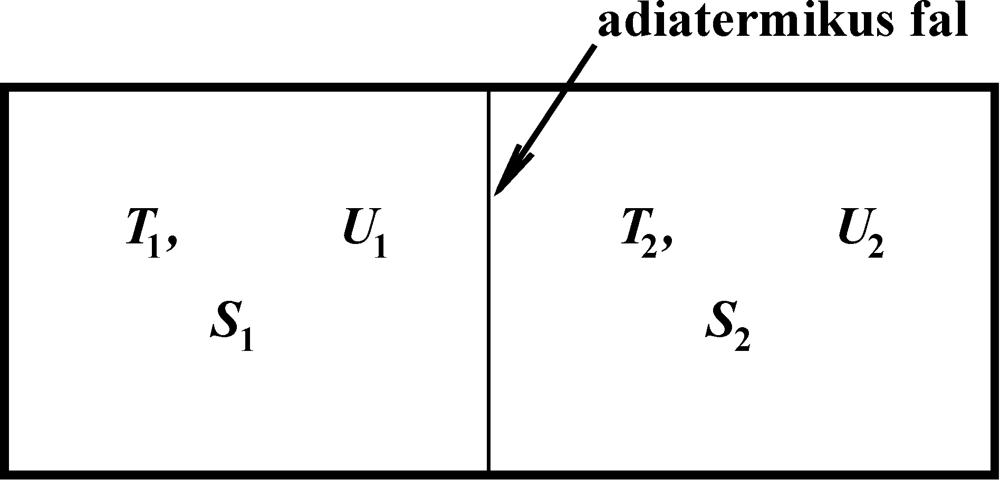 adiatermikus fal
T1, U1 T2, U2
S1 S2